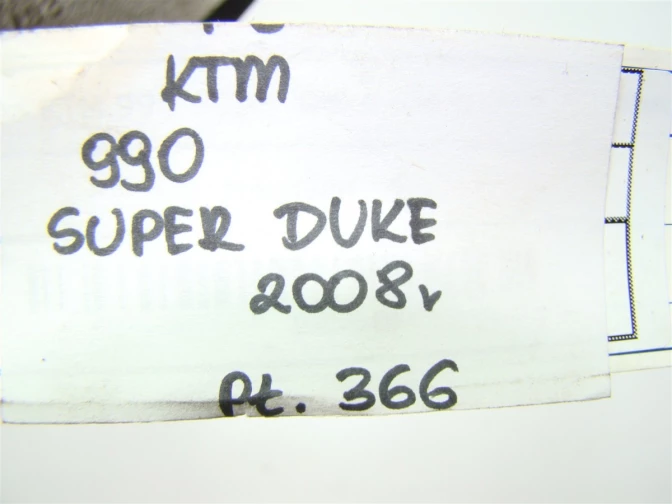 KTM
990
SUPER DUKE
2008r
Pt. 366